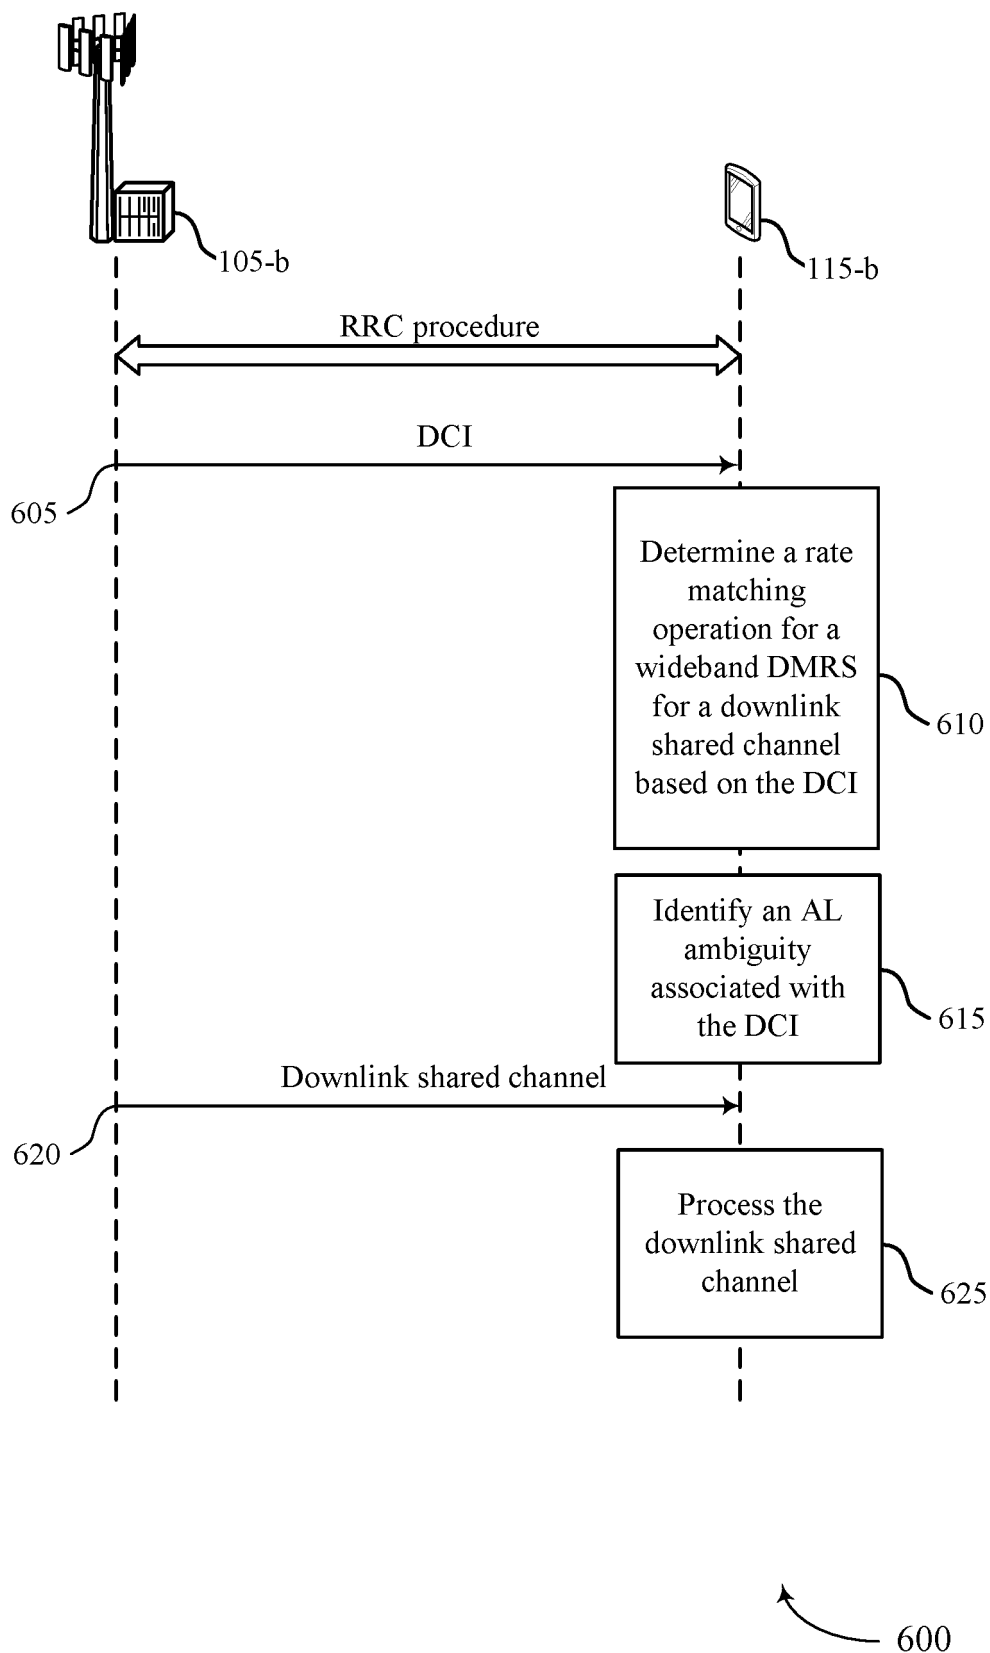 105-b
115-b
RRC procedure
DCI
605
Determine a rate
matching
operation for a
wideband DMRS
for a downlink
shared channel
based on the DCI
610
Identify an AL
ambiguity
associated with
the DCI
615
Downlink shared channel
620
Process the
downlink shared
channel
625
600